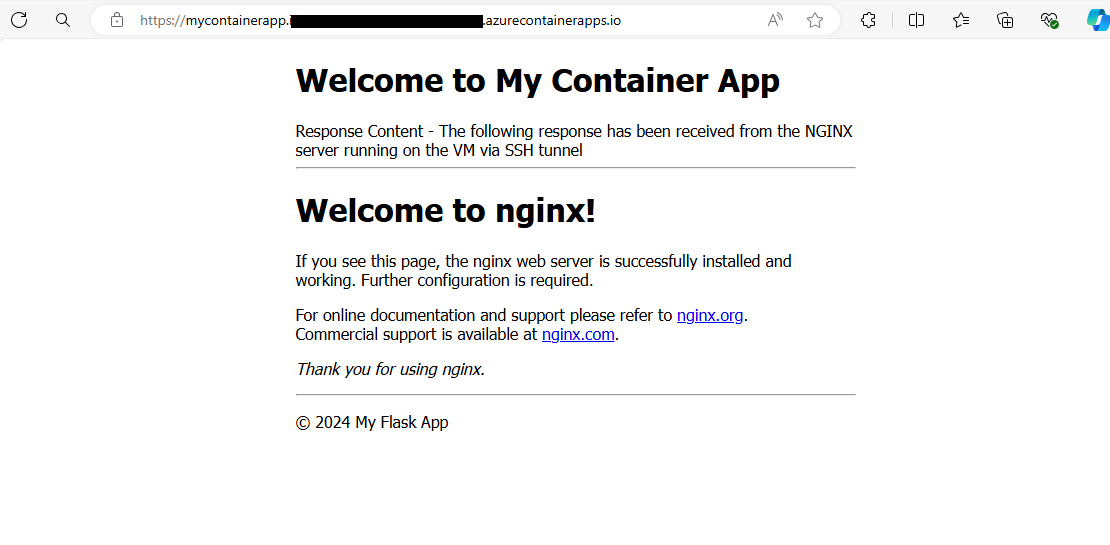 https://mycontainerapp. .azurecontainerapps.io
Welcome to My Container App
Response Content - The following response has been received from the NGINX
server running on the VM via SSH tunnel
Welcome to nginx!
If you see this page, the nginx web server is successfully installed and
working. Further configuration is required.
For online documentation and support please refer to nginx.org.
Commercial support is available at nginx.com.
Thank you for using nginx.
© 2024 My Flask App